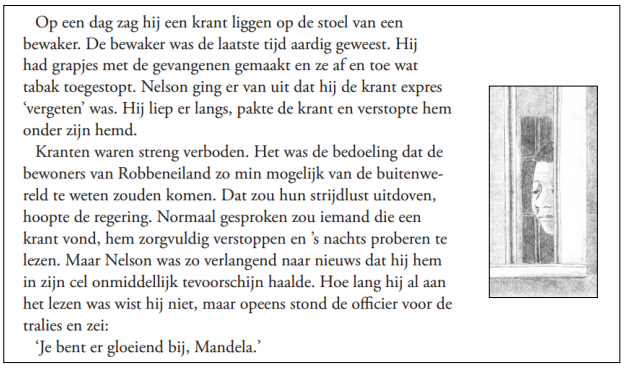 Op een dag zag hij een krant liggen op de stoel van een
bewaker. De bewaker was de laatste tijd aardig geweest. Hij
had grapjes met de gevangenen gemaakt en ze af en toe wat
tabak toegestopt. Nelson ging er van uit dat hij de krant expres
‘vergeten’ was. Hij liep er langs, pakte de krant en verstopte hem
onder zijn hemd.
Kranten waren streng verboden. Het was de bedoeling dat de
bewoners van Robbeneiland zo min mogelijk van de buitenwe-
reld te weten zouden komen. Dat zou hun strijdlust uitdoven,
hoopte de regering. Normaal gesproken zou iemand die een
krant vond, hem zorgvuldig verstoppen en ’s nachts proberen te
lezen. Maar Nelson was zo verlangend naar nieuws dat hij hem
in zijn cel onmiddellijk tevoorschijn haalde. Hoe lang hij al aan
het lezen was wist hij niet, maar opeens stond de officier voor de
tralies en zei:
‘Je bent er gloeiend bij, Mandela.’